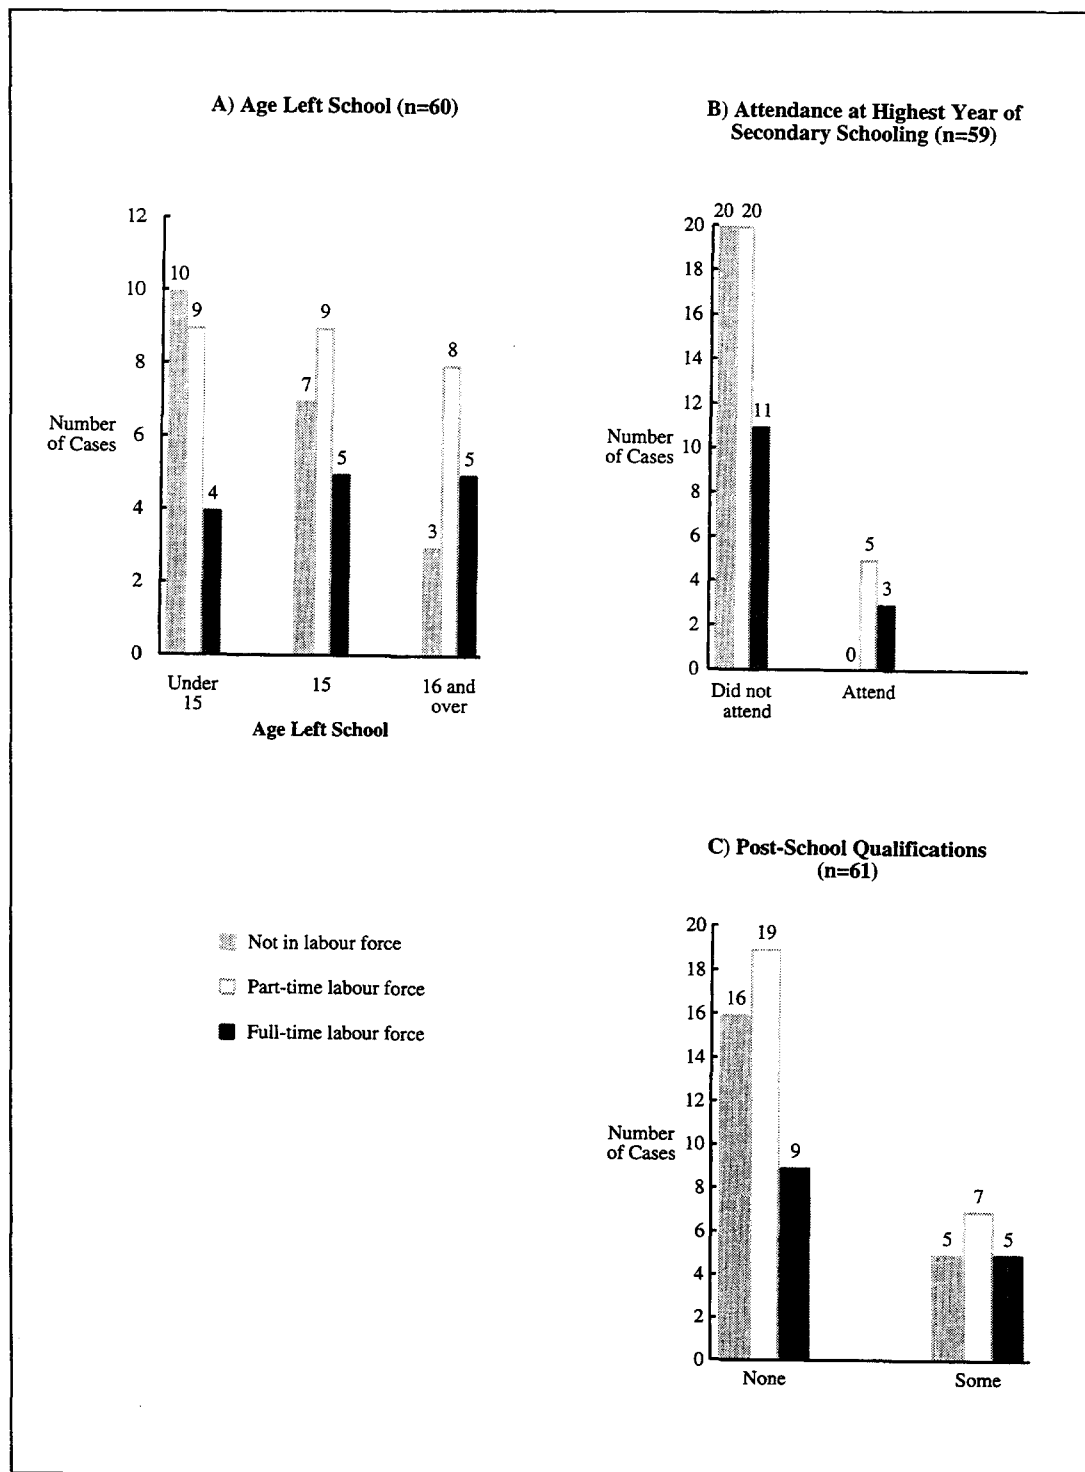 A) Age Left School (n=60)
12
10
8
6
4
2
0
Number
of Cases
10
9
4
7
9
5
3
8
5
Under
15
15
16 and
over
Age Left School
B) Attendance at Highest Year of
Secondary Schooling (n=59)
20
18
16
14
12
10
8
6
4
2
0
Number
of Cases
20
20
11
0
5
3
Did not
attend
Attend
Not in labour force
Part-time labour force
Full-time labour force
C) Post-School Qualifications
(n=61)
20
18
16
14
12
10
8
6
4
2
0
Number
of Cases
16
19
9
5
7
5
None
Some